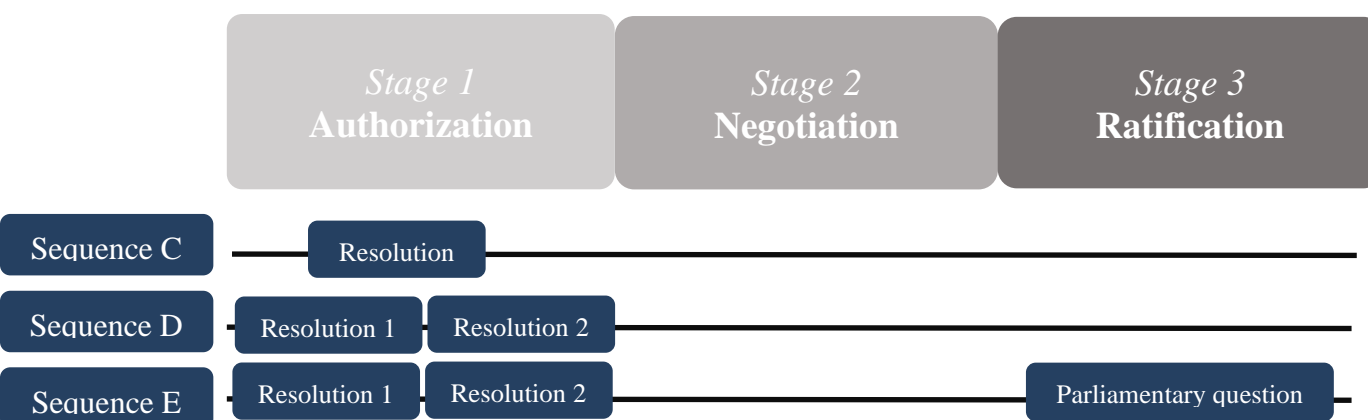 Stage 1
Authorization
Stage 2
Negotiation
Stage 3
Ratification
Sequence C
Resolution
Sequence D
Resolution 1
Resolution 2
Sequence E
Resolution 1
Resolution 2
Parliamentary question